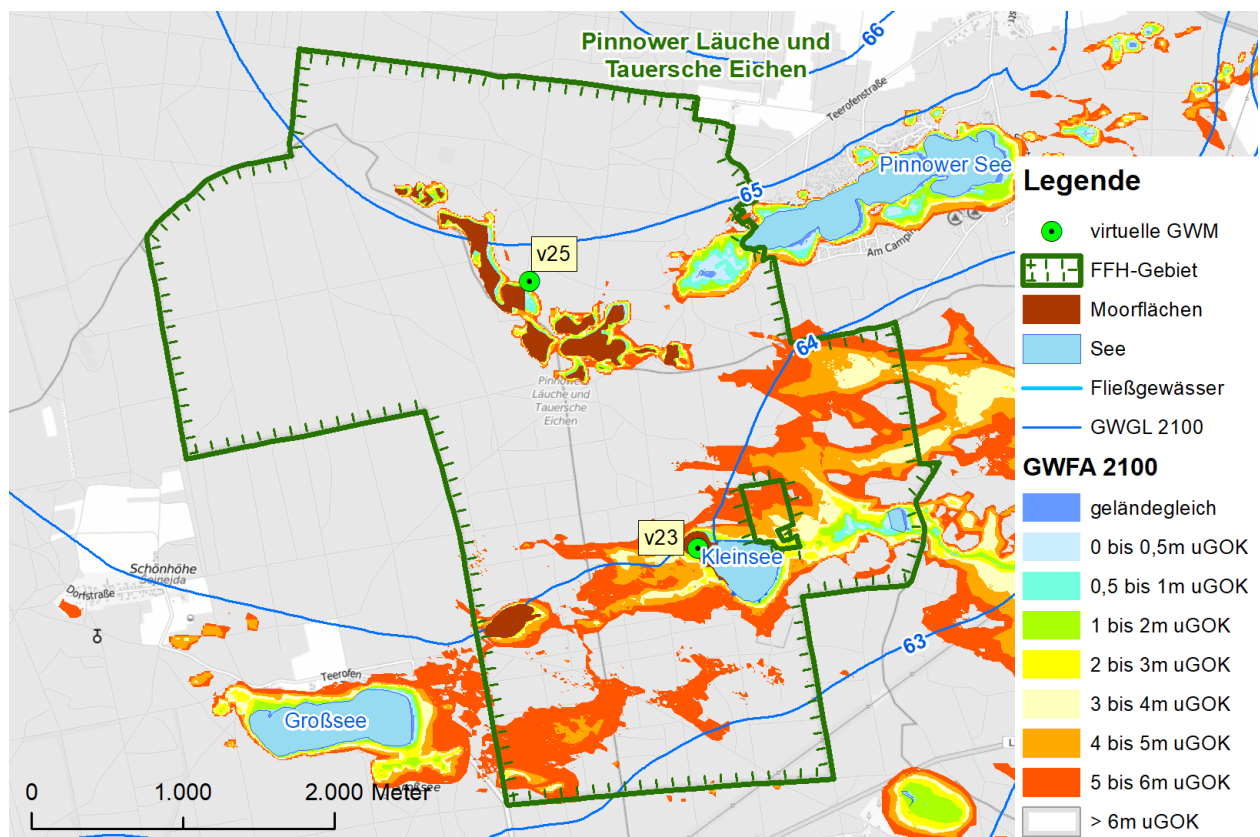 Pinnower Läuche und
Tauersche Eichen
66
Teerofenstraße
65
Pinnower See
Am Campi
v25
64
Pinnower
Läuche und
Tauersche
Eichen
v23
Kleinsee
Schönhöhe
Šejnejda
Dorfstraße
63
Teerofen
Großsee
0
1.000
2.000 Meter
Legende
virtuelle GWM
FFH-Gebiet
Moorflächen
See
Fließgewässer
GWGL 2100
GWFA 2100
geländegleich
0 bis 0,5m uGOK
0,5 bis 1m uGOK
1 bis 2m uGOK
2 bis 3m uGOK
3 bis 4m uGOK
4 bis 5m uGOK
5 bis 6m uGOK
> 6m uGOK